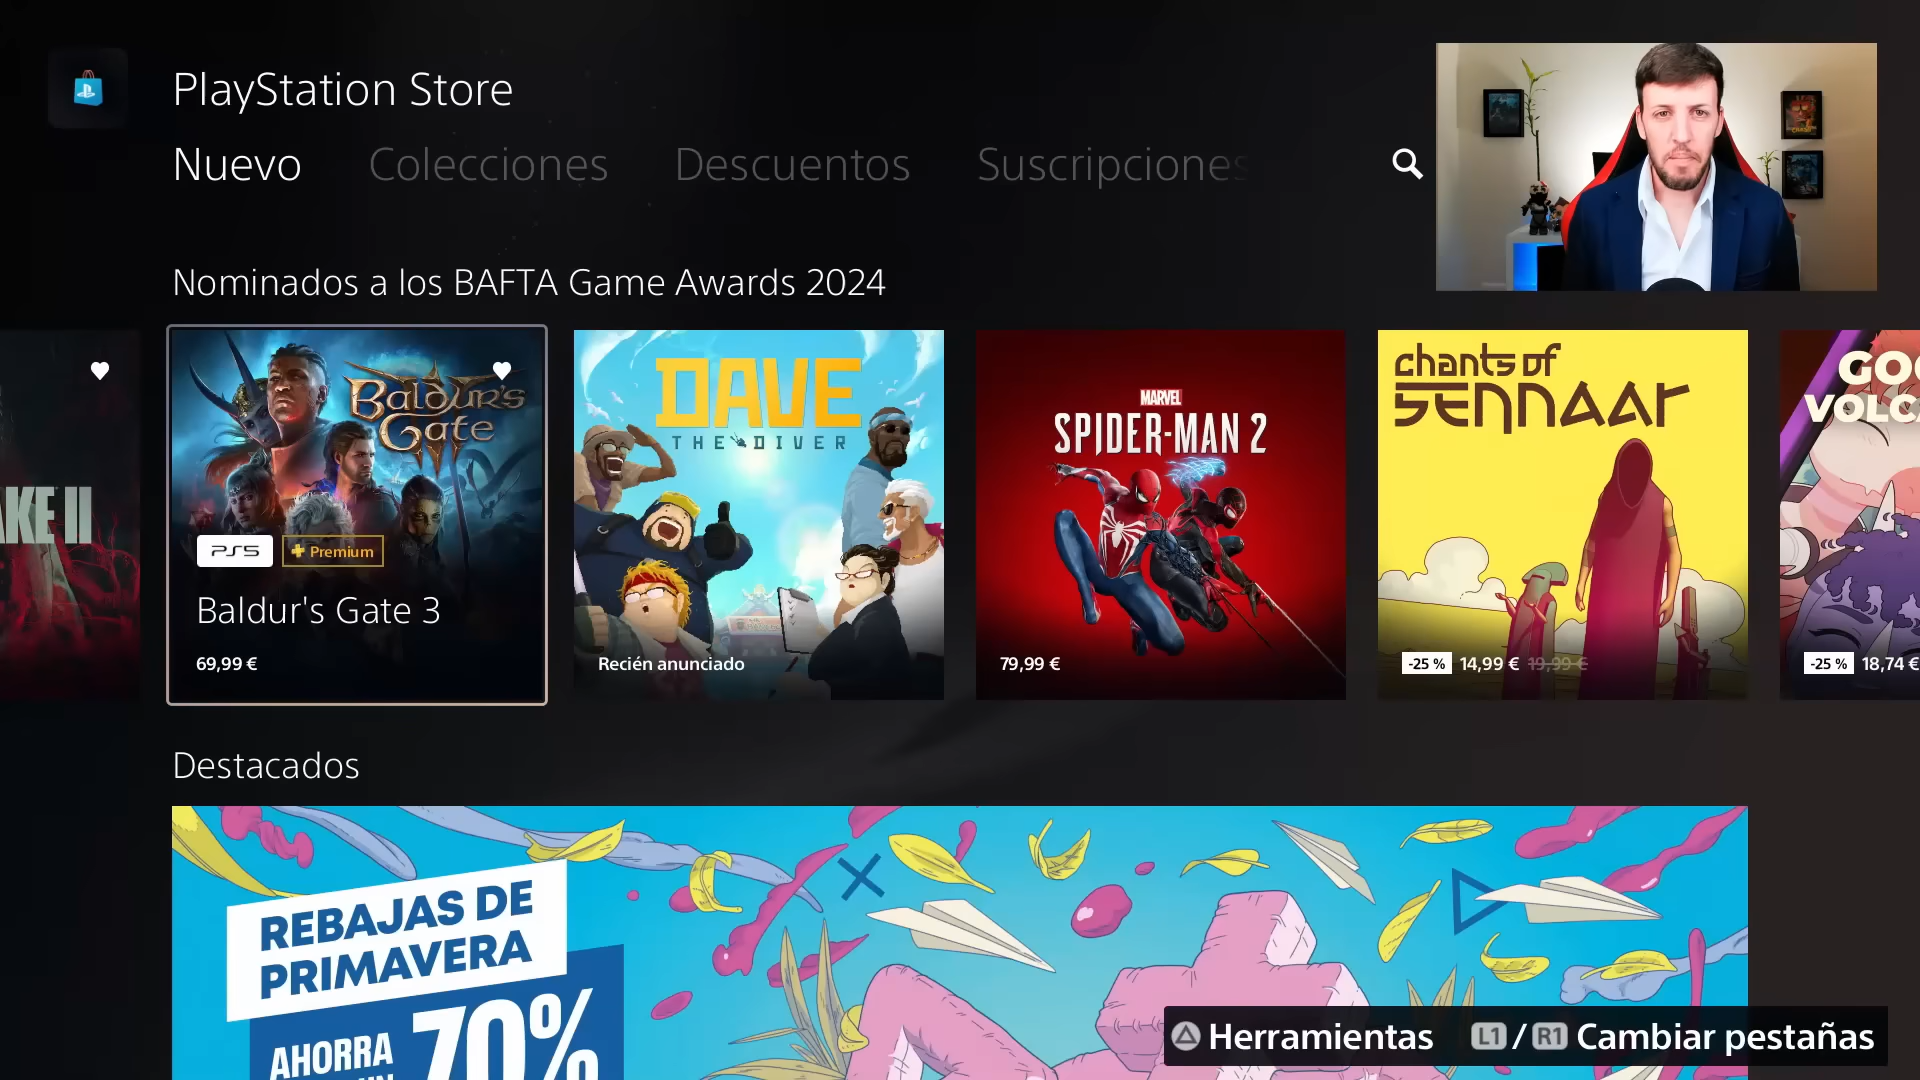 PlayStation Store
Nuevo Colecciones Descuentos Suscripciones
Nominados a los BAFTA Game Awards 2024
KE II
Baldur's Gate
PS5 Premium
Baldur's Gate 3
69,99 €
DAVE
THE DIVER
Recién anunciado
MARVEL
SPIDER-MAN 2
79,99 €
chants of
SENNAAR
-25 % 14,99 € 19,99 €
-25 % 18,74 €
Destacados
REBAJAS DE
PRIMAVERA
AHORRA
70%
Herramientas L1 / R1 Cambiar pestañas